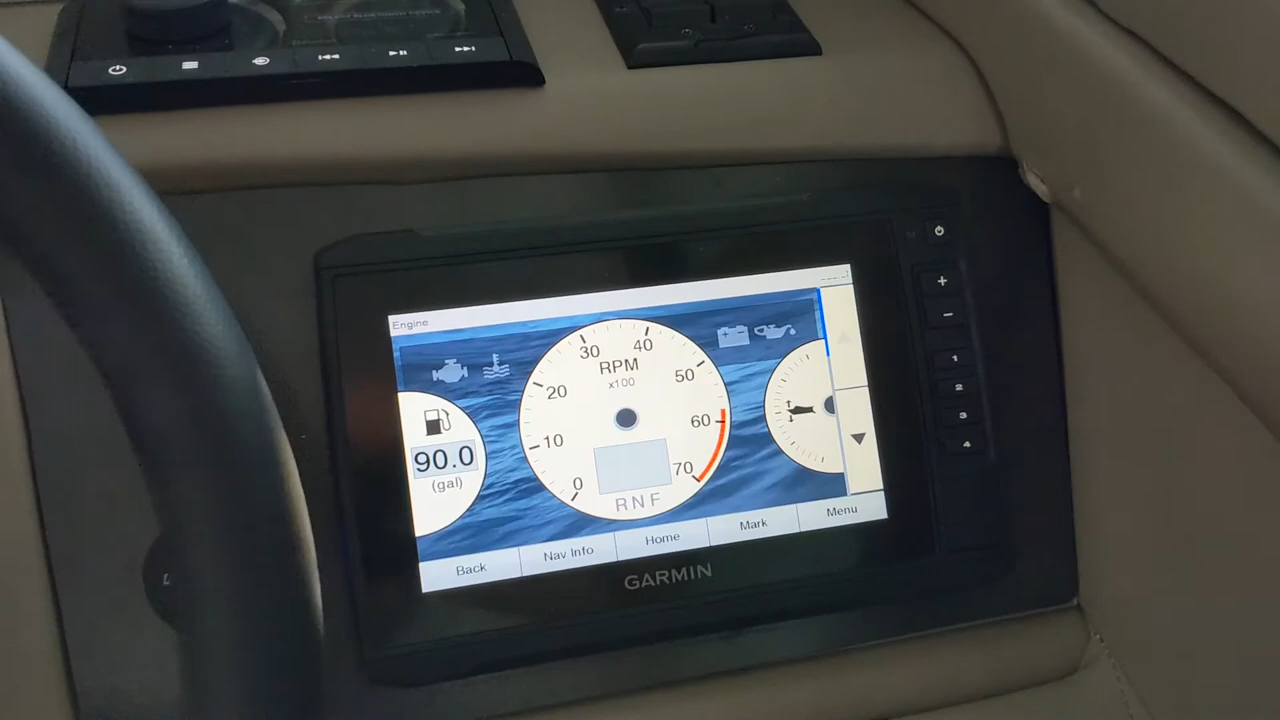 Engine
RPM
x100
0
10
20
30
40
50
60
70
R N F
90.0
(gal)
Back
Nav Info
Home
Mark
Menu
GARMIN
+
−
1
2
3
4